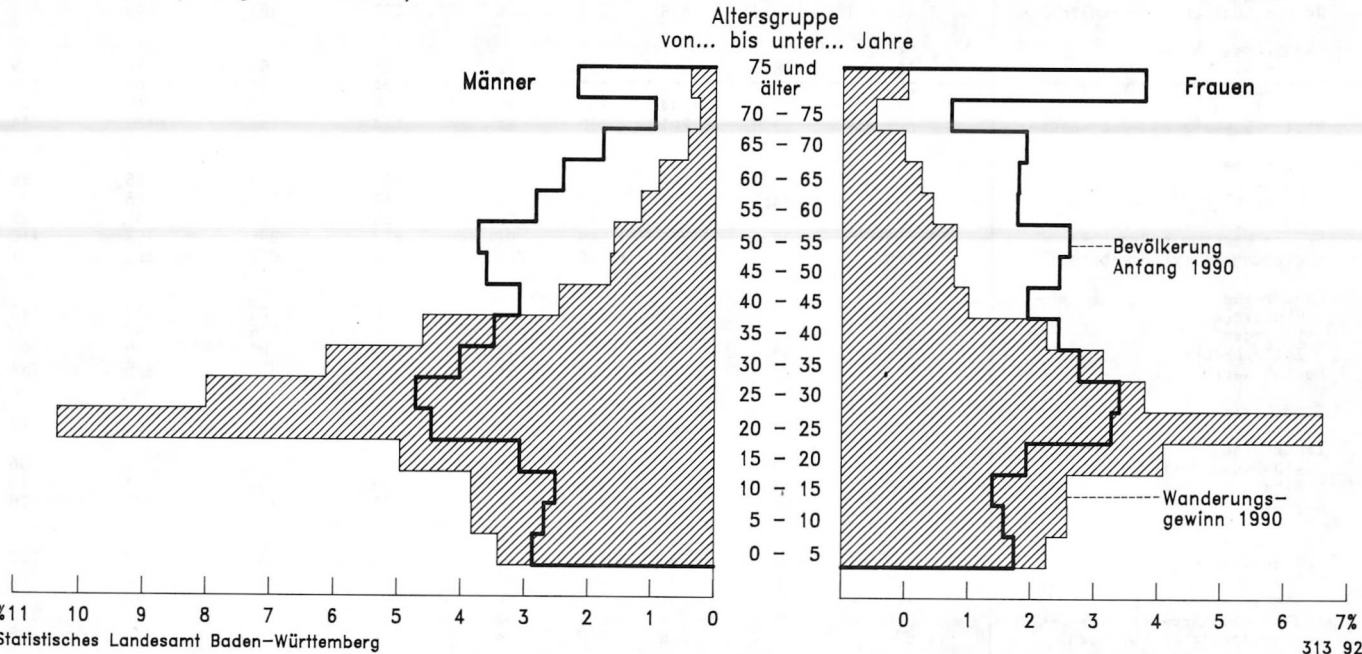 Altersgruppe
von... bis unter... Jahre
Männer
75 und
älter
Frauen
70 – 75
65 – 70
60 – 65
55 – 60
50 – 55
45 – 50
40 – 45
35 – 40
30 – 35
25 – 30
20 – 25
15 – 20
10 – 15
5 – 10
0 – 5
Bevölkerung
Anfang 1990
Wanderungs-
gewinn 1990
%11 10 9 8 7 6 5 4 3 2 1 0
0 1 2 3 4 5 6 7%
Statistisches Landesamt Baden–Württemberg
313 92